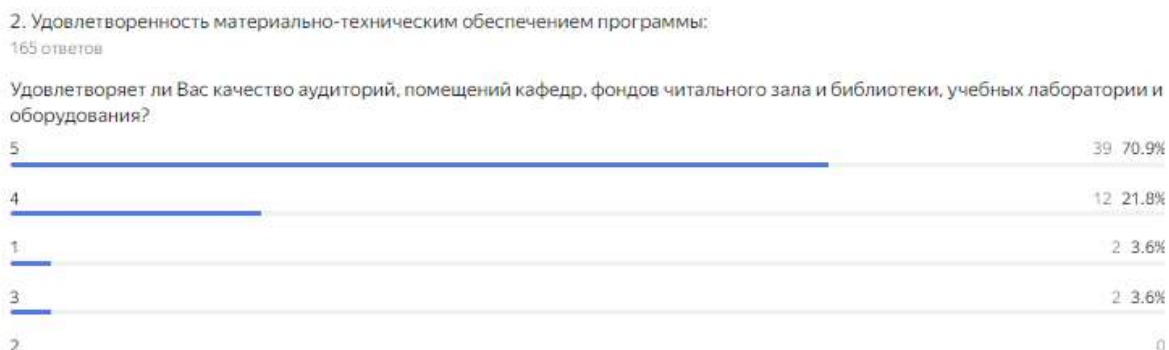 2. Удовлетворенность материально-техническим обеспечением программы:
165 ответов
Удовлетворяет ли Вас качество аудиторий, помещений кафедр, фондов читального зала и библиотеки, учебных лаборатории и
оборудования?
5 39 70.9%
4 12 21.8%
1 2 3.6%
3 2 3.6%
2 0